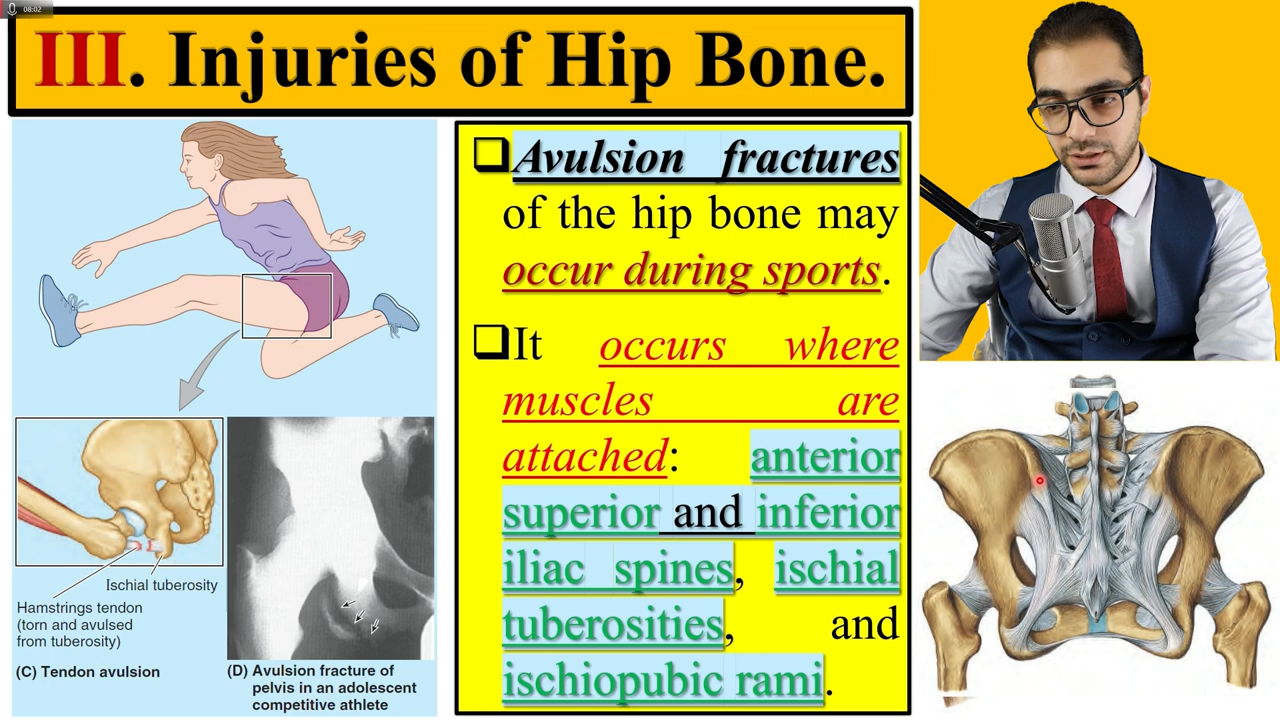 08:02
III. Injuries of Hip Bone.
❑Avulsion fractures
of the hip bone may
occur during sports.
❑It occurs where
muscles are
attached: anterior
superior and inferior
iliac spines, ischial
tuberosities, and
ischiopubic rami.
Ischial tuberosity
Hamstrings tendon
(torn and avulsed
from tuberosity)
(C) Tendon avulsion
(D) Avulsion fracture of
pelvis in an adolescent
competitive athlete